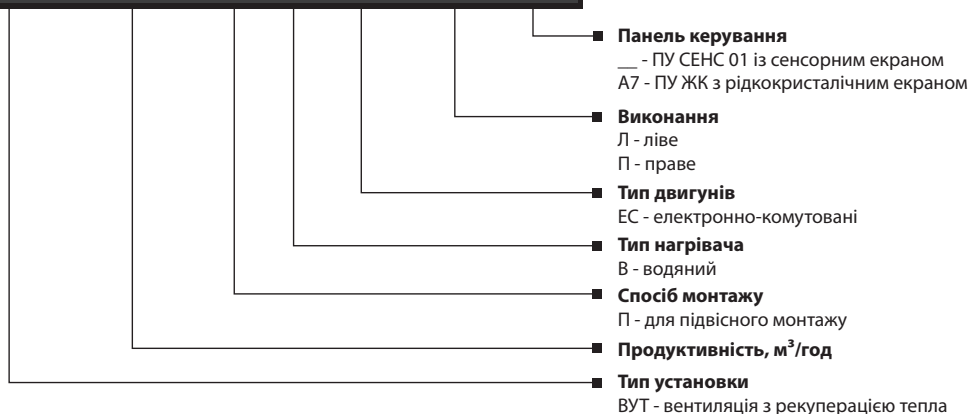 Панель керування
__ - ПУ СЕНС 01 із сенсорним екраном
А7 - ПУ ЖК з рідкокристалічним екраном
Виконання
Л - ліве
П - праве
Тип двигунів
ЕС - електронно-комутовані
Тип нагрівача
В - водяний
Спосіб монтажу
П - для підвісного монтажу
Продуктивність, м³/год
Тип установки
ВУТ - вентиляція з рекуперацією тепла